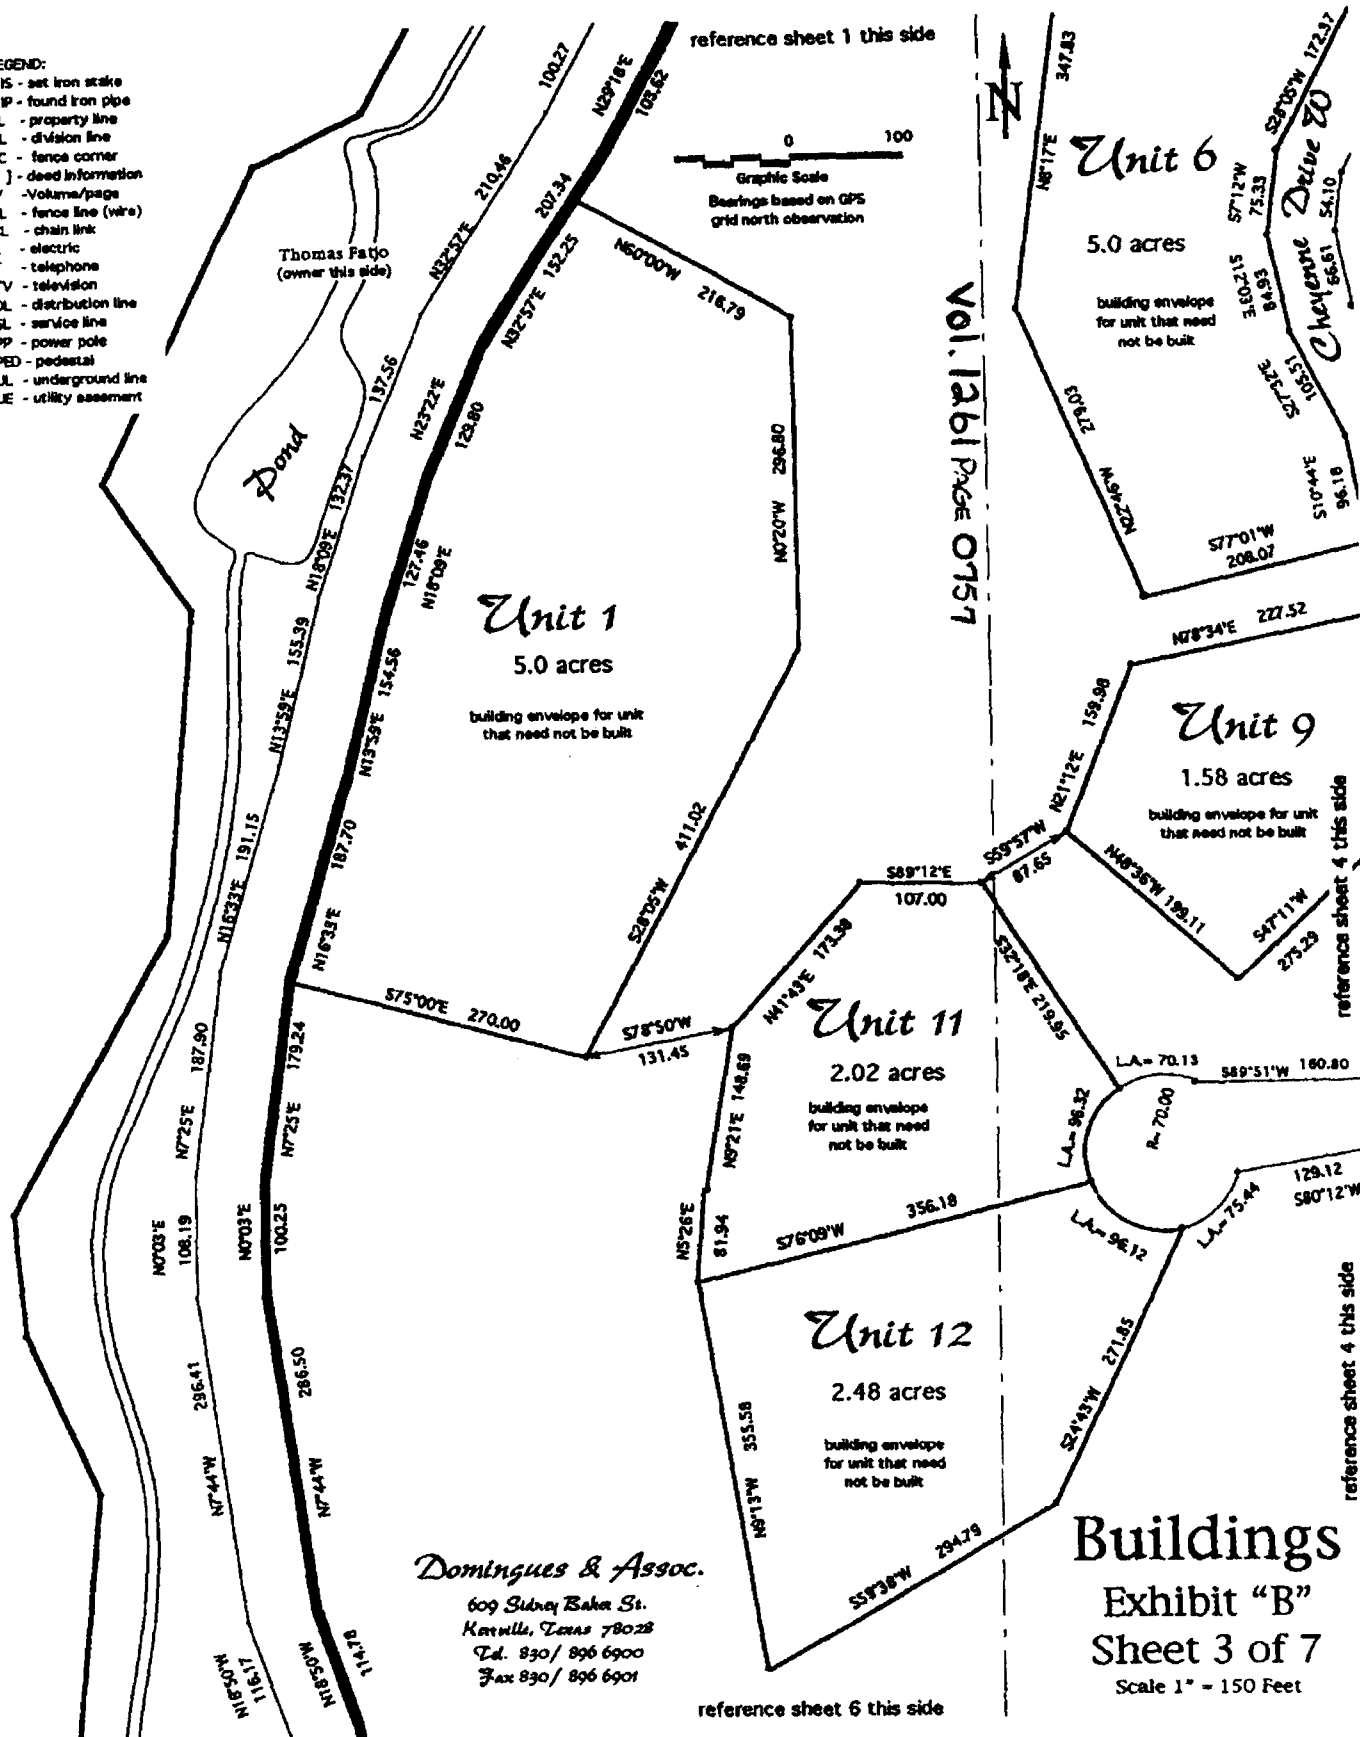 reference sheet 1 this side
EGEND:
IS - set iron stake
IP - found iron pipe
L - property line
L - division line
C - fence corner
] - deed information
/ -Volume/page
L - fence line (wire)
CL - chain link
- electric
- telephone
TV - television
DL - distribution line
SL - service line
PP - power pole
PED - pedestal
UL - underground line
UE - utility easement
Thomas Fatjo
(owner this side)
Pond
0 100
Graphic Scale
Bearings based on GPS
grid north observation
N
Vol. 1261 PAGE 0757
100.27
210.46
N32°57'E
137.56
132.37
N18°09'E
155.39
N13°59'E
191.15
N16°33'E
187.90
N7°25'E
N0°03'E
108.19
296.41
N7°44'W
N18°50'W
116.17
N29°18'E
103.62
207.34
152.25
N32°57'E
N23°22'E
129.80
127.46
N18°09'E
154.56
N13°59'E
187.70
N16°33'E
179.24
N7°25'E
N0°03'E
100.25
286.50
N7°44'W
N18°50'W
114.78
N60°00'W
216.79
N0°20'W 296.80
411.02
S28°05'W
S75°00'E 270.00
Unit 1
5.0 acres
building envelope for unit
that need not be built
S78°50'W
131.45
347.83
N8°17'E
279.03
N22°46'W
Unit 6
5.0 acres
building envelope
for unit that need
not be built
S28°05'W 172.37
S7°12'W
75.33
84.93
S27°32'E
105.51
S10°44'E
96.18
Cheyenne Drive W
54.10
66.61
S77°01'W
208.07
N78°34'E 227.52
159.98
N21°12'E
Unit 9
1.58 acres
building envelope for unit
that need not be built
N48°36'W 199.11
S47°11'W
275.29
reference sheet 4 this side
S59°57'W
87.65
S89°12'E
107.00
N41°43'E 173.38
S32°18'E 219.95
Unit 11
2.02 acres
building envelope
for unit that need
not be built
N9°21'E 148.69
N5°26'E
81.94
S76°09'W 356.18
L.A.= 70.13
S89°51'W 160.80
L.A.= 96.32
R= 70.00
L.A.= 96.12
L.A.= 75.44
129.12
S80°12'W
Unit 12
2.48 acres
building envelope
for unit that need
not be built
N9°13'W 355.58
S24°43'W 271.85
S59°38'W 294.79
reference sheet 4 this side
Domingues & Assoc.
609 Sidney Baker St.
Kerrville, Texas 78028
Tel. 830/ 896 6900
Fax 830/ 896 6901
reference sheet 6 this side
Buildings
Exhibit "B"
Sheet 3 of 7
Scale 1" = 150 Feet